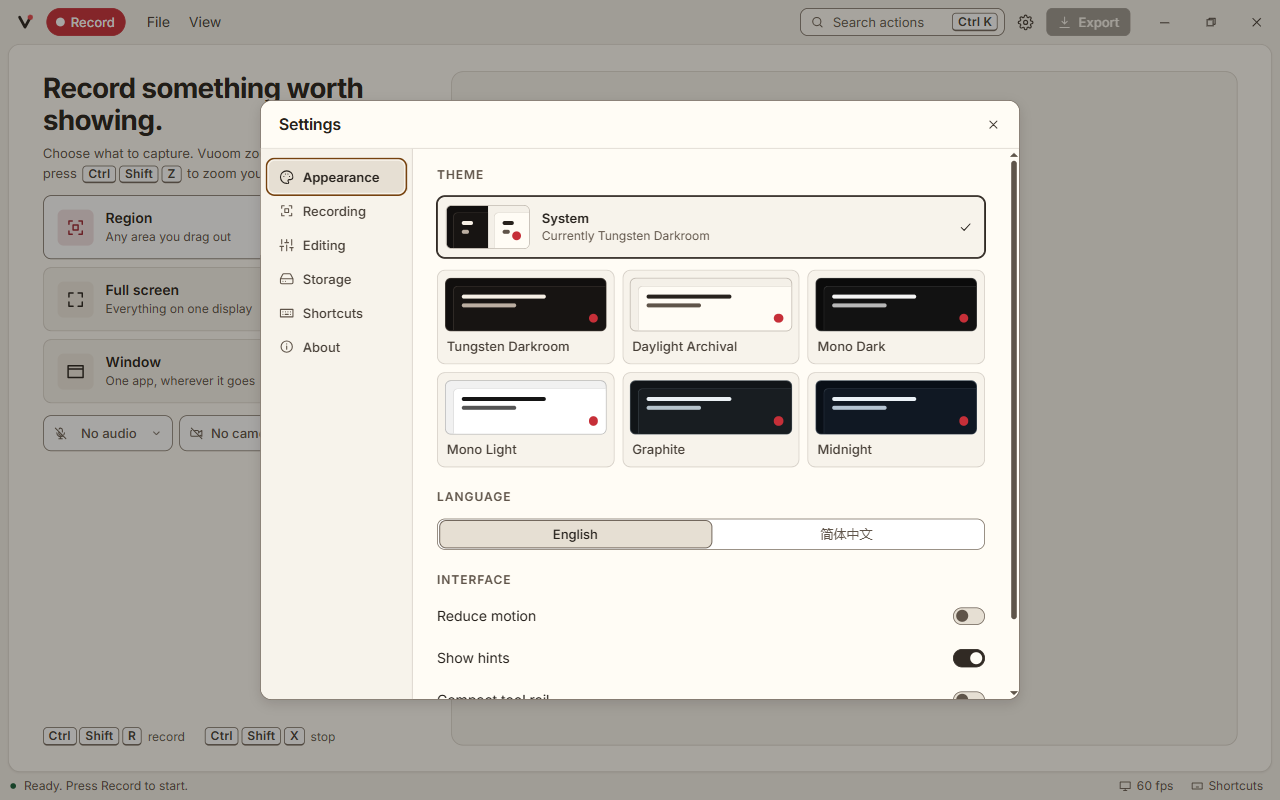 Record
File
View
Search actions
Ctrl K
Export
Record something worth
showing.
Choose what to capture. Vuoom
press Ctrl Shift Z to zoom
Region
Any area you drag out
Full screen
Everything on one display
Window
One app, wherever it goes
No audio
No
Ctrl Shift R record
Ctrl Shift X stop
Ready. Press Record to start.
60 fps
Shortcuts
Settings
Appearance
Recording
Editing
Storage
Shortcuts
About
THEME
System
Currently Tungsten Darkroom
Tungsten Darkroom
Daylight Archival
Mono Dark
Mono Light
Graphite
Midnight
LANGUAGE
English
简体中文
INTERFACE
Reduce motion
Show hints